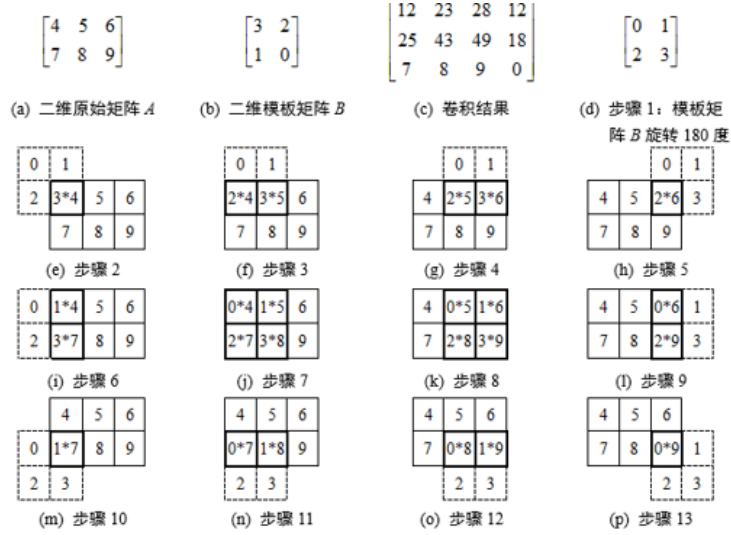 4 5 6
7 8 9
3 2
1 0
12 23 28 12
25 43 49 18
7 8 9 0
0 1
2 3
(a) 二维原始矩阵 A
(b) 二维模板矩阵 B
(c) 卷积结果
(d) 步骤 1：模板矩
阵 B 旋转 180 度
0 1
2 3*4 5 6
7 8 9
(e) 步骤 2
0 1
2*4 3*5 6
7 8 9
(f) 步骤 3
0 1
4 2*5 3*6
7 8 9
(g) 步骤 4
0 1
4 5 2*6 3
7 8 9
(h) 步骤 5
0 1*4 5 6
2 3*7 8 9
(i) 步骤 6
0*4 1*5 6
2*7 3*8 9
(j) 步骤 7
4 0*5 1*6
7 2*8 3*9
(k) 步骤 8
4 5 0*6 1
7 8 2*9 3
(l) 步骤 9
4 5 6
0 1*7 8 9
2 3
(m) 步骤 10
4 5 6
0*7 1*8 9
2 3
(n) 步骤 11
4 5 6
7 0*8 1*9
2 3
(o) 步骤 12
4 5 6
7 8 0*9 1
2 3
(p) 步骤 13